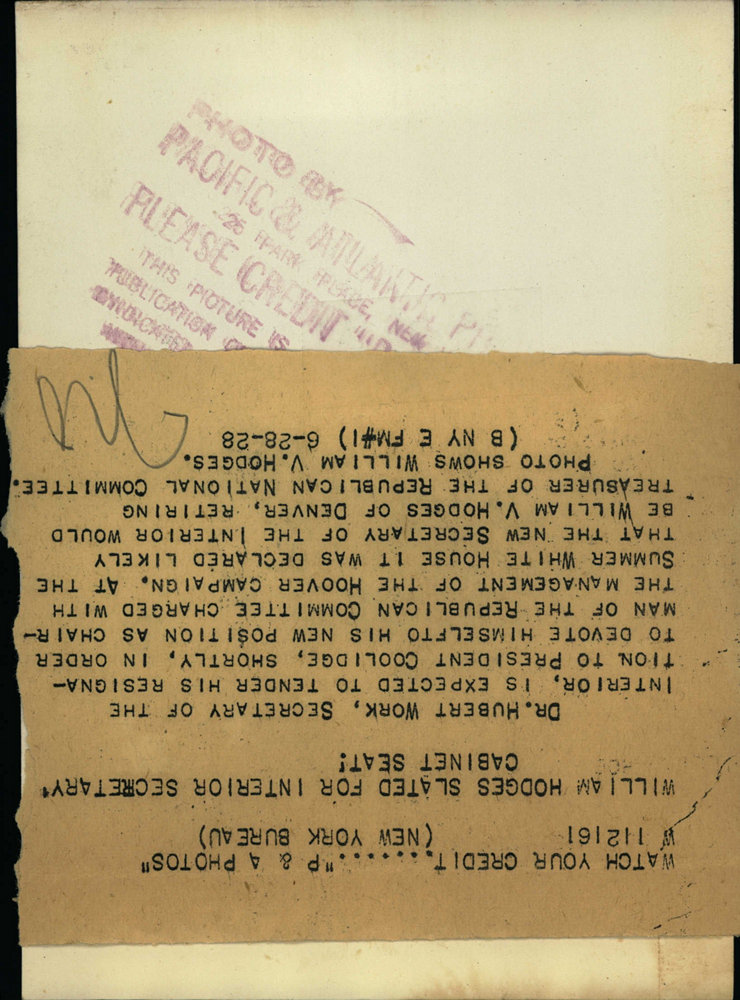 PHOTO BY
PACIFIC & ATLANTIC
25 PARK PLACE, NEW
PLEASE CREDIT
THIS PICTURE IS
PUBLICATION
SYNDICATED
WATCH YOUR CREDIT........"P & A PHOTOS"
W 112161 (NEW YORK BUREAU)
WILLIAM HODGES SLATED FOR INTERIOR SECRETARY'
CABINET SEAT!
DR. HUBERT WORK, SECRETARY OF THE
INTERIOR, IS EXPECTED TO TENDER HIS RESIGNA-
TION TO PRESIDENT COOLIDGE, SHORTLY, IN ORDER
TO DEVOTE HIMSELFTO HIS NEW POSITION AS CHAIR-
MAN OF THE REPUBLICAN COMMITTEE CHARGED WITH
THE MANAGEMENT OF THE HOOVER CAMPAIGN. AT THE
SUMMER WHITE HOUSE IT WAS DECLARED LIKELY
THAT THE NEW SECRETARY OF THE INTERIOR WOULD
BE WILLIAM V. HODGES OF DENVER, RETIRING
TREASURER OF THE REPUBLICAN NATIONAL COMMITTEE.
PHOTO SHOWS WILLIAM V. HODGES.
(B NY E FM#1) 6-28-28